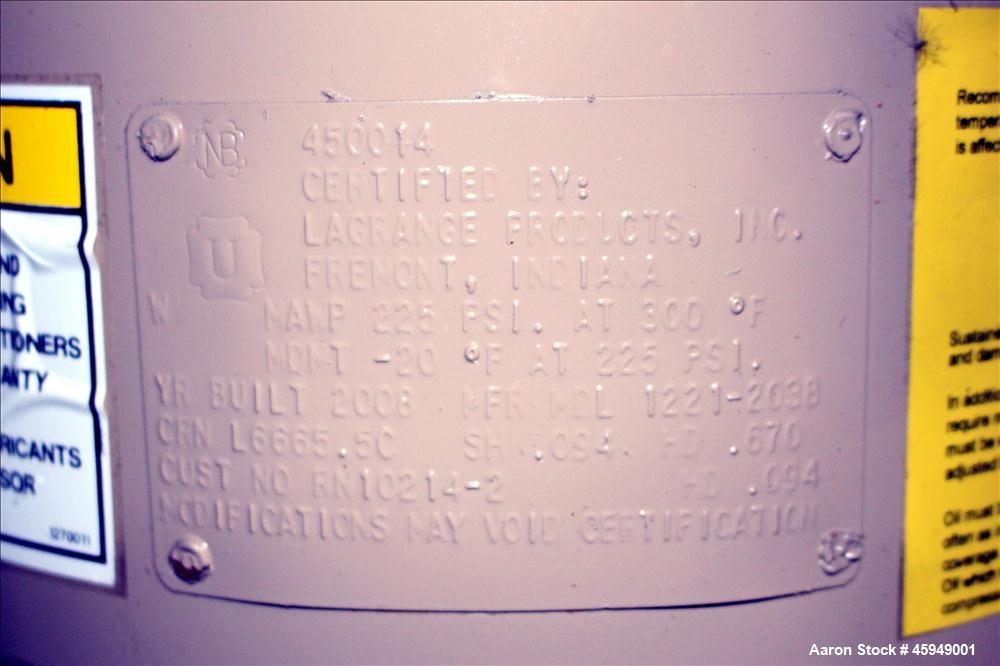 NB 450014
CERTIFIED BY:
LAGRANGE PRODUCTS, INC.
U
FREMONT, INDIANA
W MAWP 225 PSI. AT 300 °F
MDMT -20 °F AT 225 PSI.
YR BUILT 2008 MFR MDL 1221-2038
CRN L6665.5C SH .094 HD .670
CUST NO RN10214-2 HD .094
MODIFICATIONS MAY VOID CERTIFICATION
N
ND
NG
TIONERS
ANTY
RICANTS
SOR
1270011
Recom
temper
is affec
Sustaine
and dam
In additio
require
must be
adjusted
Oil must b
often as
coverage
Oil which
compress
Aaron Stock # 45949001